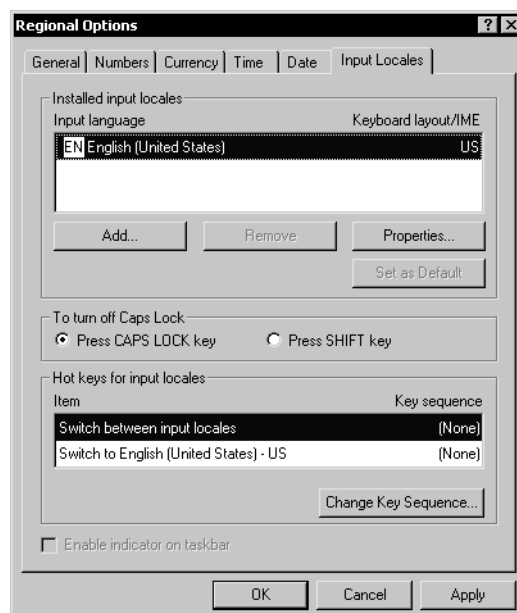 Regional Options
General Numbers Currency Time Date Input Locales
Installed input locales
Input language Keyboard layout/IME
EN English (United States) US
Add... Remove Properties...
Set as Default
To turn off Caps Lock
Press CAPS LOCK key Press SHIFT key
Hot keys for input locales
Item Key sequence
Switch between input locales (None)
Switch to English (United States) - US (None)
Change Key Sequence...
Enable indicator on taskbar
OK Cancel Apply